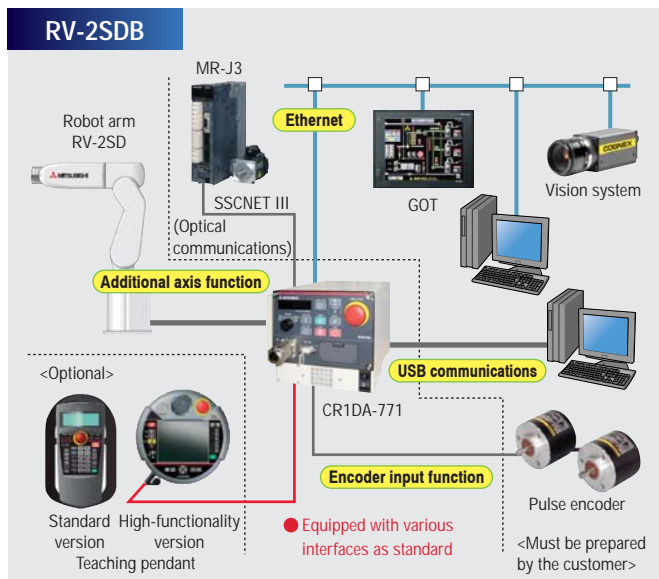 RV-2SDB
MR-J3
Robot arm
RV-2SD
MITSUBISHI
Ethernet
COGNEX
Vision system
GOT
SSCNET III
(Optical
communications)
Additional axis function
USB communications
<Optional>
CR1DA-771
Encoder input function
Pulse encoder
Standard
version
High-functionality
version
Teaching pendant
● Equipped with various
interfaces as standard
<Must be prepared
by the customer>